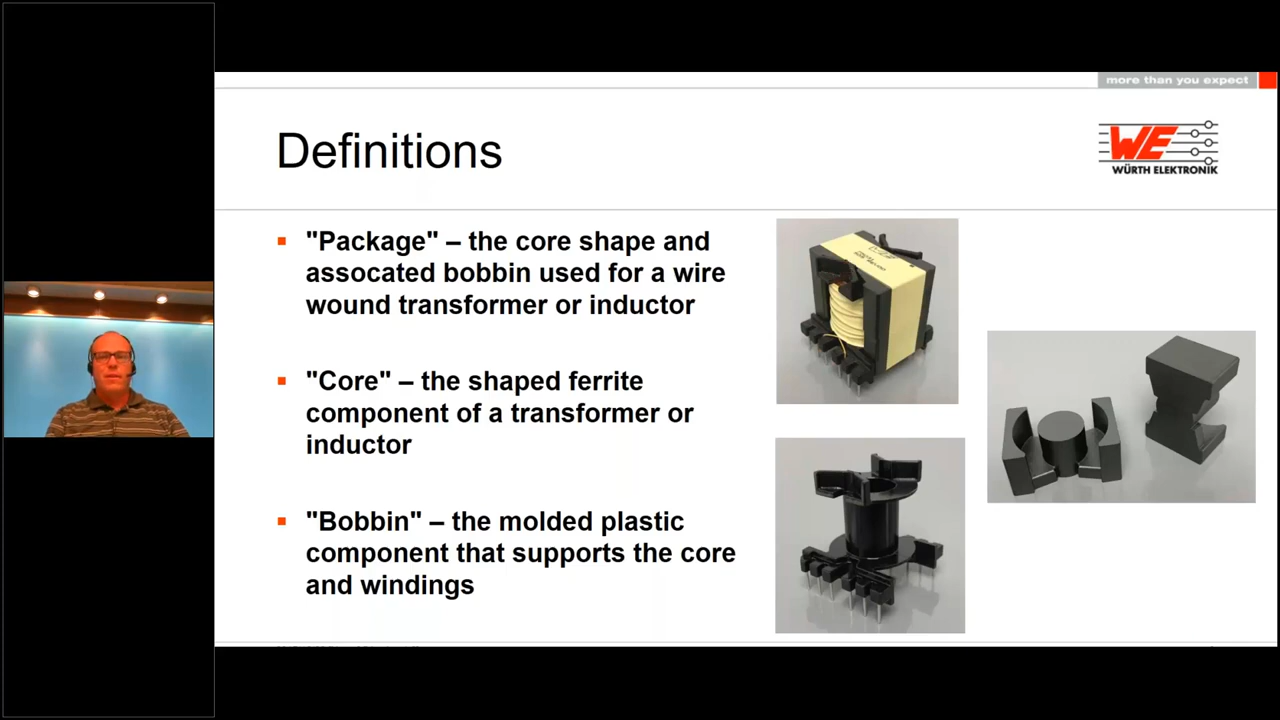 more than you expect
Definitions
WE
WÜRTH ELEKTRONIK
"Package" – the core shape and
assocated bobbin used for a wire
wound transformer or inductor
"Core" – the shaped ferrite
component of a transformer or
inductor
"Bobbin" – the molded plastic
component that supports the core
and windings